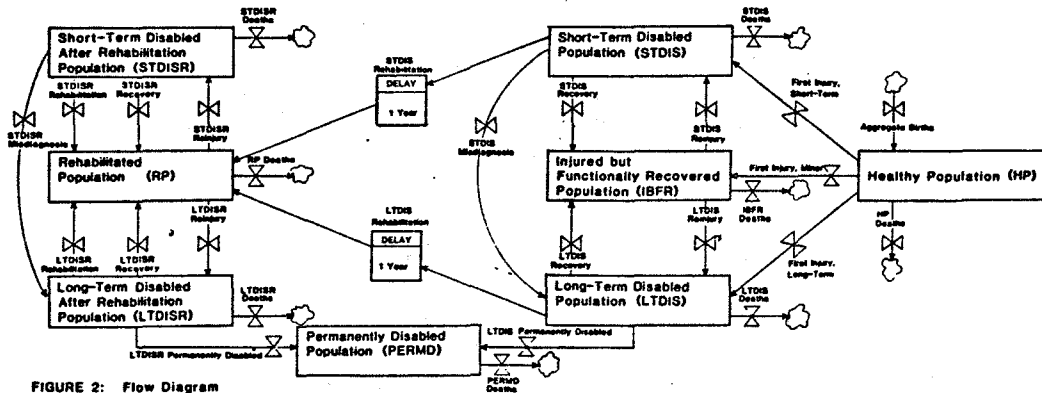 STDISR
Deaths
Short-Term Disabled
After Rehabilitation
Population (STDISR)
STDISR
Rehabilitation
STDISR
Recovery
STDISR
Reinjury
STDISR
Misdiagnosis
Rehabilitated
Population (RP)
RP Deaths
LTDISR
Rehabilitation
LTDISR
Recovery
LTDISR
Reinjury
Long-Term Disabled
After Rehabilitation
Population (LTDISR)
LTDISR
Deaths
LTDISR Permanently Disabled
STDIS
Rehabilitation
DELAY
1 Year
LTDIS
Rehabilitation
DELAY
1 Year
Permanently Disabled
Population (PERMD)
PERMD
Deaths
LTDIS Permanently Disabled
Short-Term Disabled
Population (STDIS)
STDIS
Deaths
STDIS
Recovery
STDIS
Reinjury
STDIS
Misdiagnosis
Injured but
Functionally Recovered
Population (IBFR)
IBFR
Deaths
LTDIS
Recovery
LTDIS
Reinjury
Long-Term Disabled
Population (LTDIS)
LTDIS
Deaths
First Injury,
Short-Term
First Injury, Minor
First Injury,
Long-Term
Aggregate Births
Healthy Population (HP)
HP
Deaths
FIGURE 2: Flow Diagram